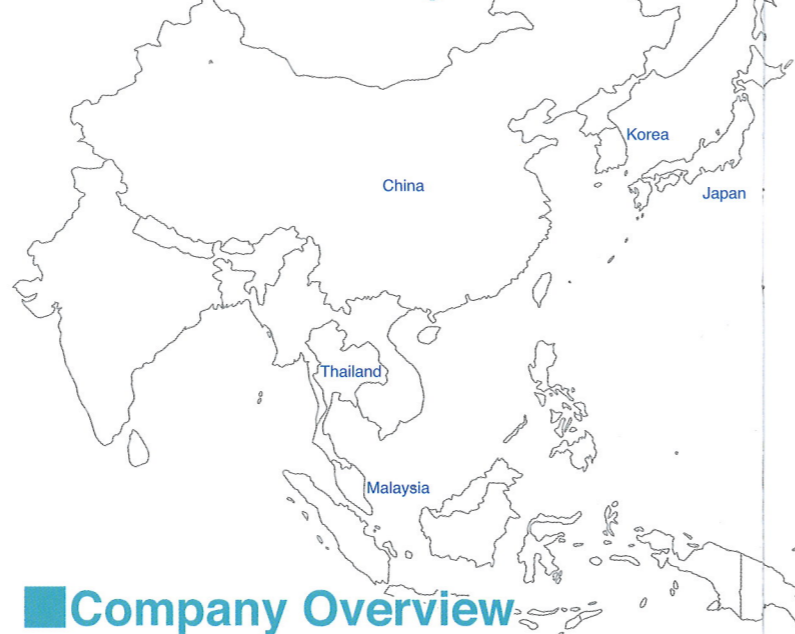 Korea
China
Japan
Thailand
Malaysia
Company Overview